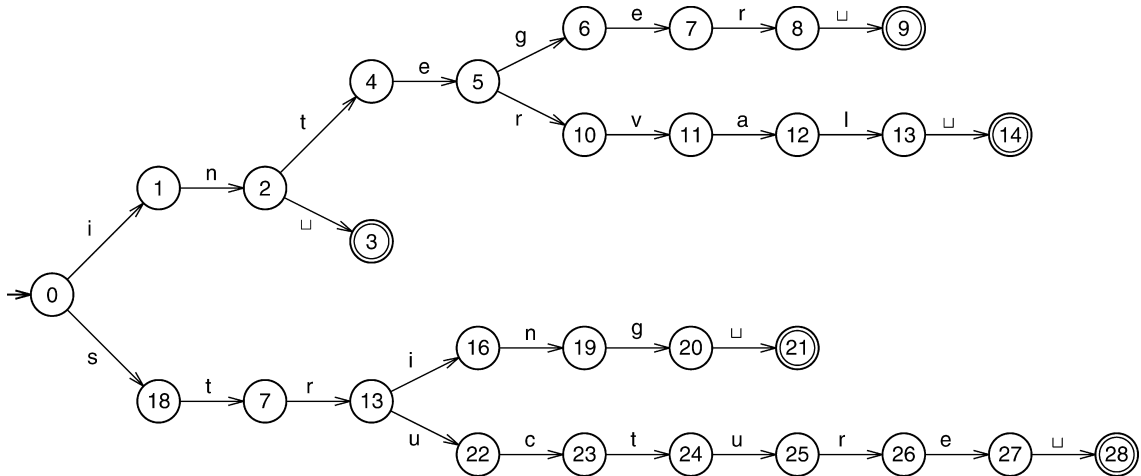 g 6 e 7 r 8 ␣ 9
t 4 e 5
r 10 v 11 a 12 l 13 ␣ 14
i 1 n 2
␣ 3
0
s 18 t 7 r 13
i 16 n 19 g 20 ␣ 21
u 22 c 23 t 24 u 25 r 26 e 27 ␣ 28